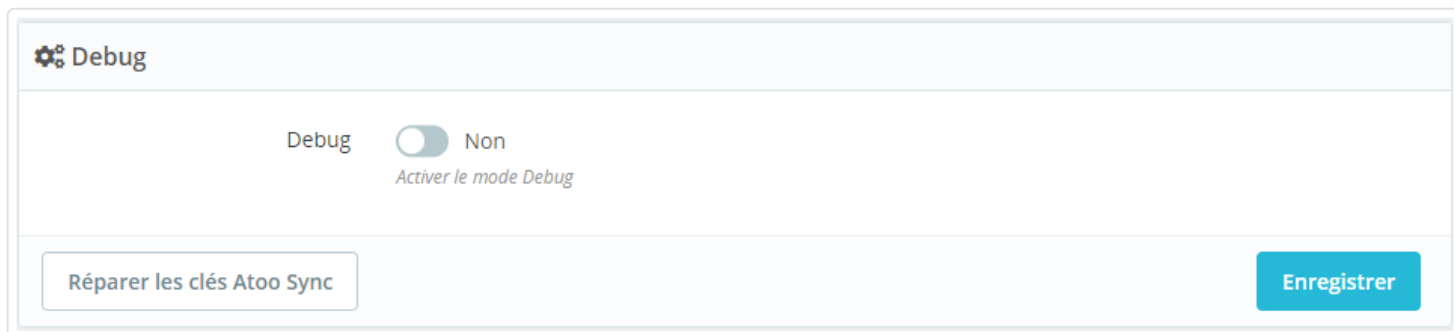 Debug
Debug Non
Activer le mode Debug
Réparer les clés Atoo Sync Enregistrer